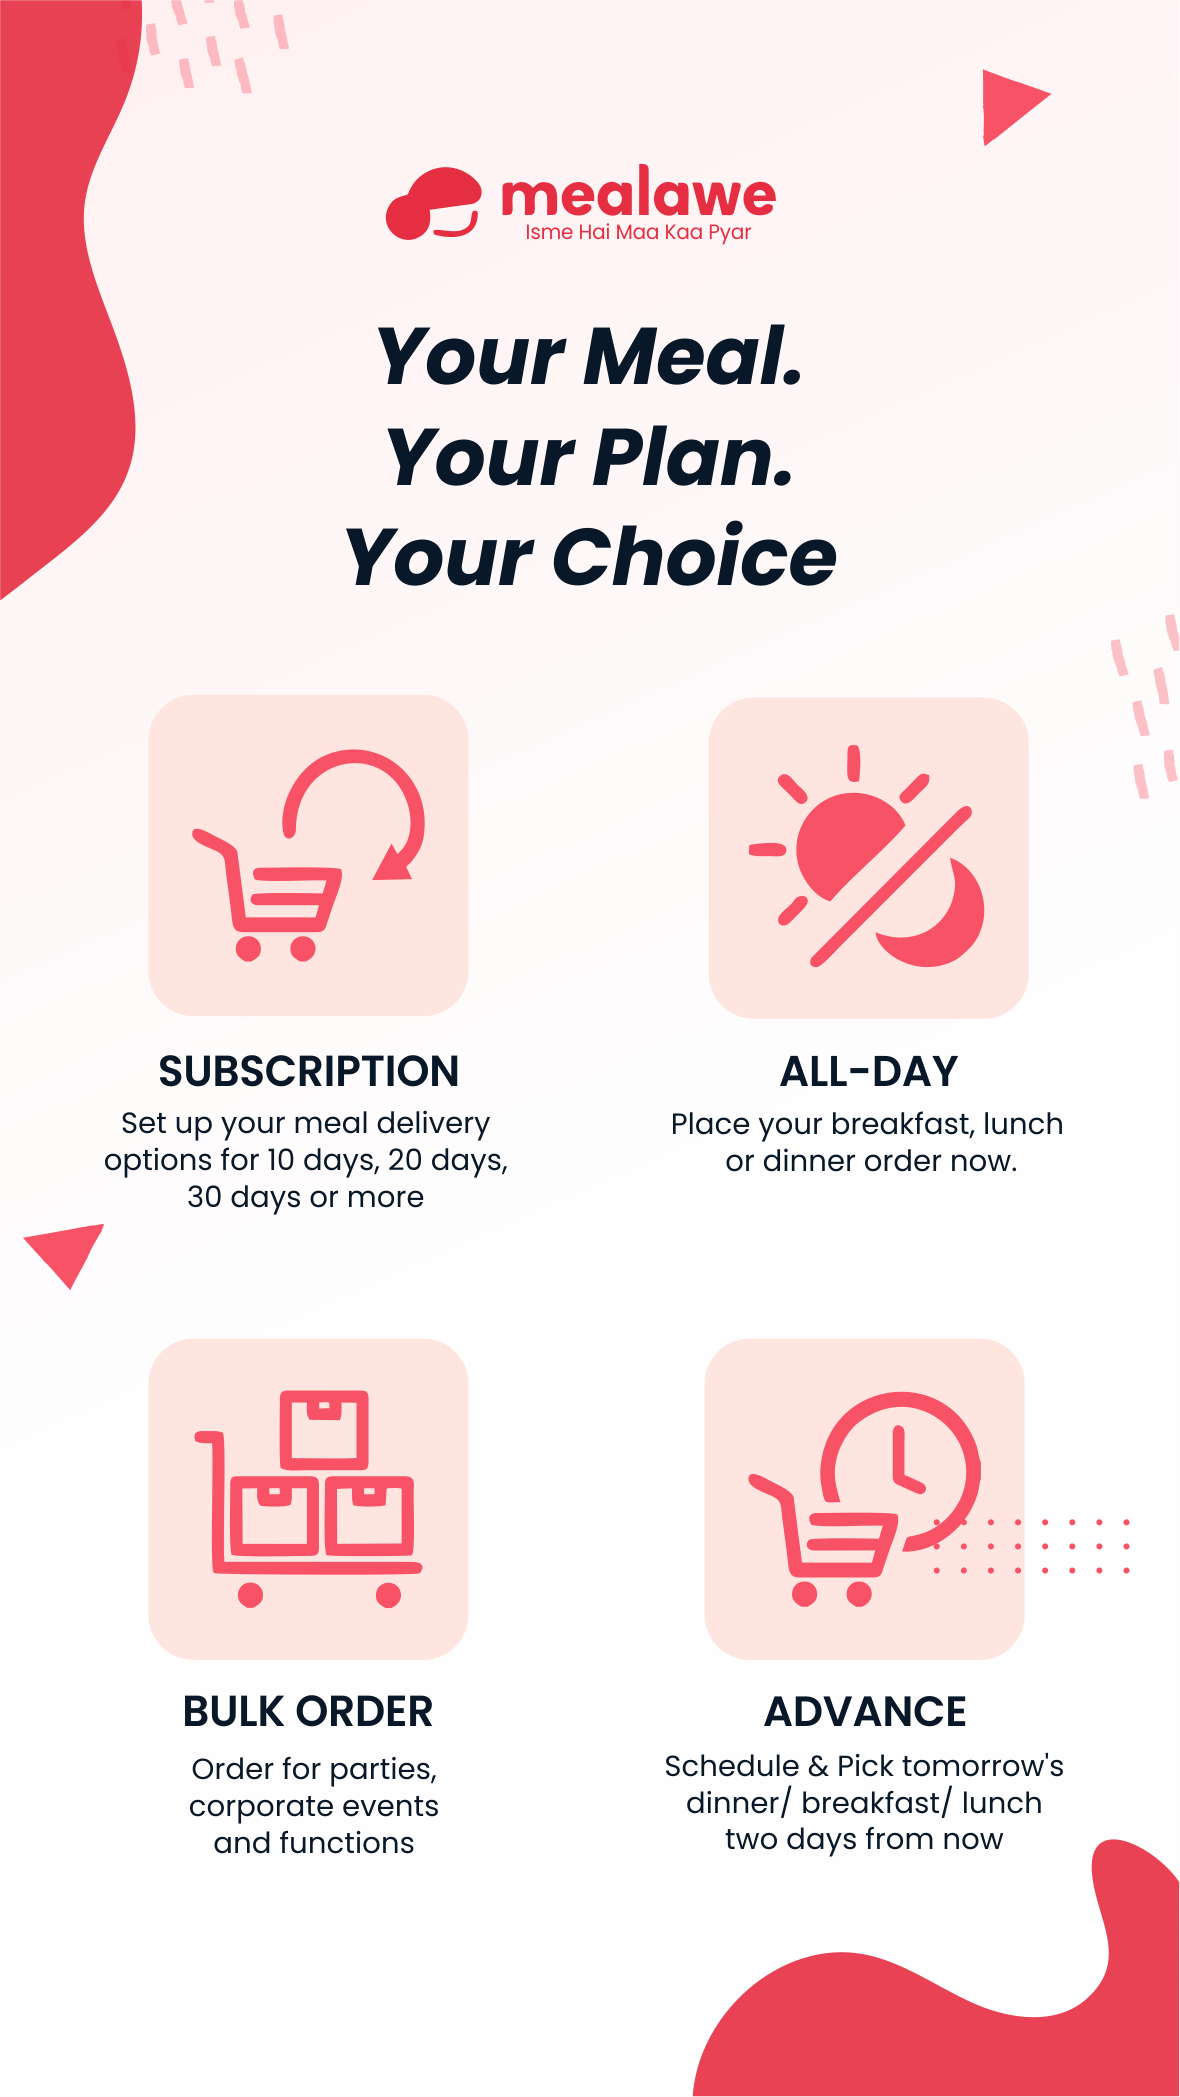 mealawe
Isme Hai Maa Kaa Pyar
Your Meal.
Your Plan.
Your Choice
SUBSCRIPTION
Set up your meal delivery
options for 10 days, 20 days,
30 days or more
ALL-DAY
Place your breakfast, lunch
or dinner order now.
BULK ORDER
Order for parties,
corporate events
and functions
ADVANCE
Schedule & Pick tomorrow's
dinner/ breakfast/ lunch
two days from now